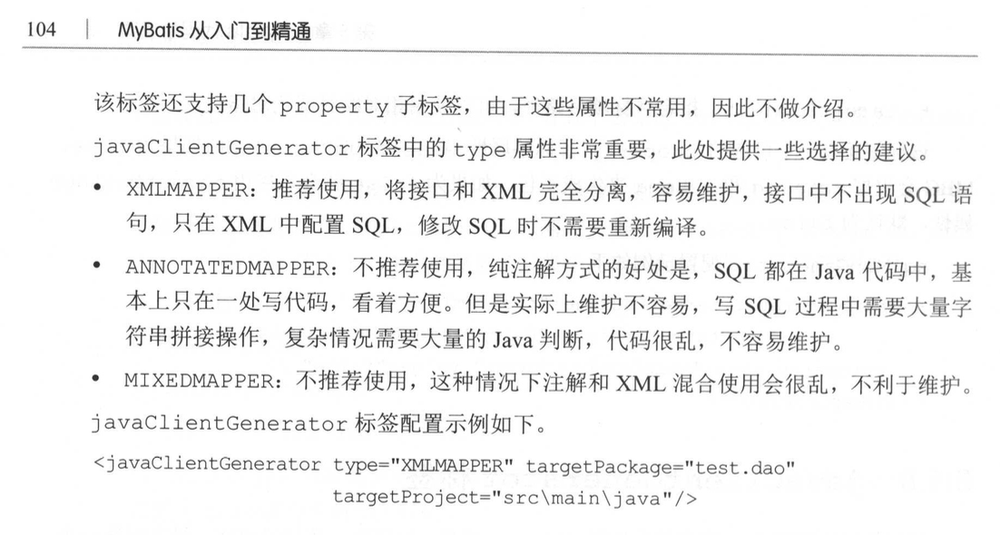 104 | MyBatis 从入门到精通
该标签还支持几个 property 子标签，由于这些属性不常用，因此不做介绍。
javaClientGenerator 标签中的 type 属性非常重要，此处提供一些选择的建议。
• XMLMAPPER：推荐使用，将接口和 XML 完全分离，容易维护，接口中不出现 SQL 语
句，只在 XML 中配置 SQL，修改 SQL 时不需要重新编译。
• ANNOTATEDMAPPER：不推荐使用，纯注解方式的好处是，SQL 都在 Java 代码中，基
本上只在一处写代码，看着方便。但是实际上维护不容易，写 SQL 过程中需要大量字
符串拼接操作，复杂情况需要大量的 Java 判断，代码很乱，不容易维护。
• MIXEDMAPPER：不推荐使用，这种情况下注解和 XML 混合使用会很乱，不利于维护。
javaClientGenerator 标签配置示例如下。
<javaClientGenerator type="XMLMAPPER" targetPackage="test.dao"
targetProject="src\main\java"/>